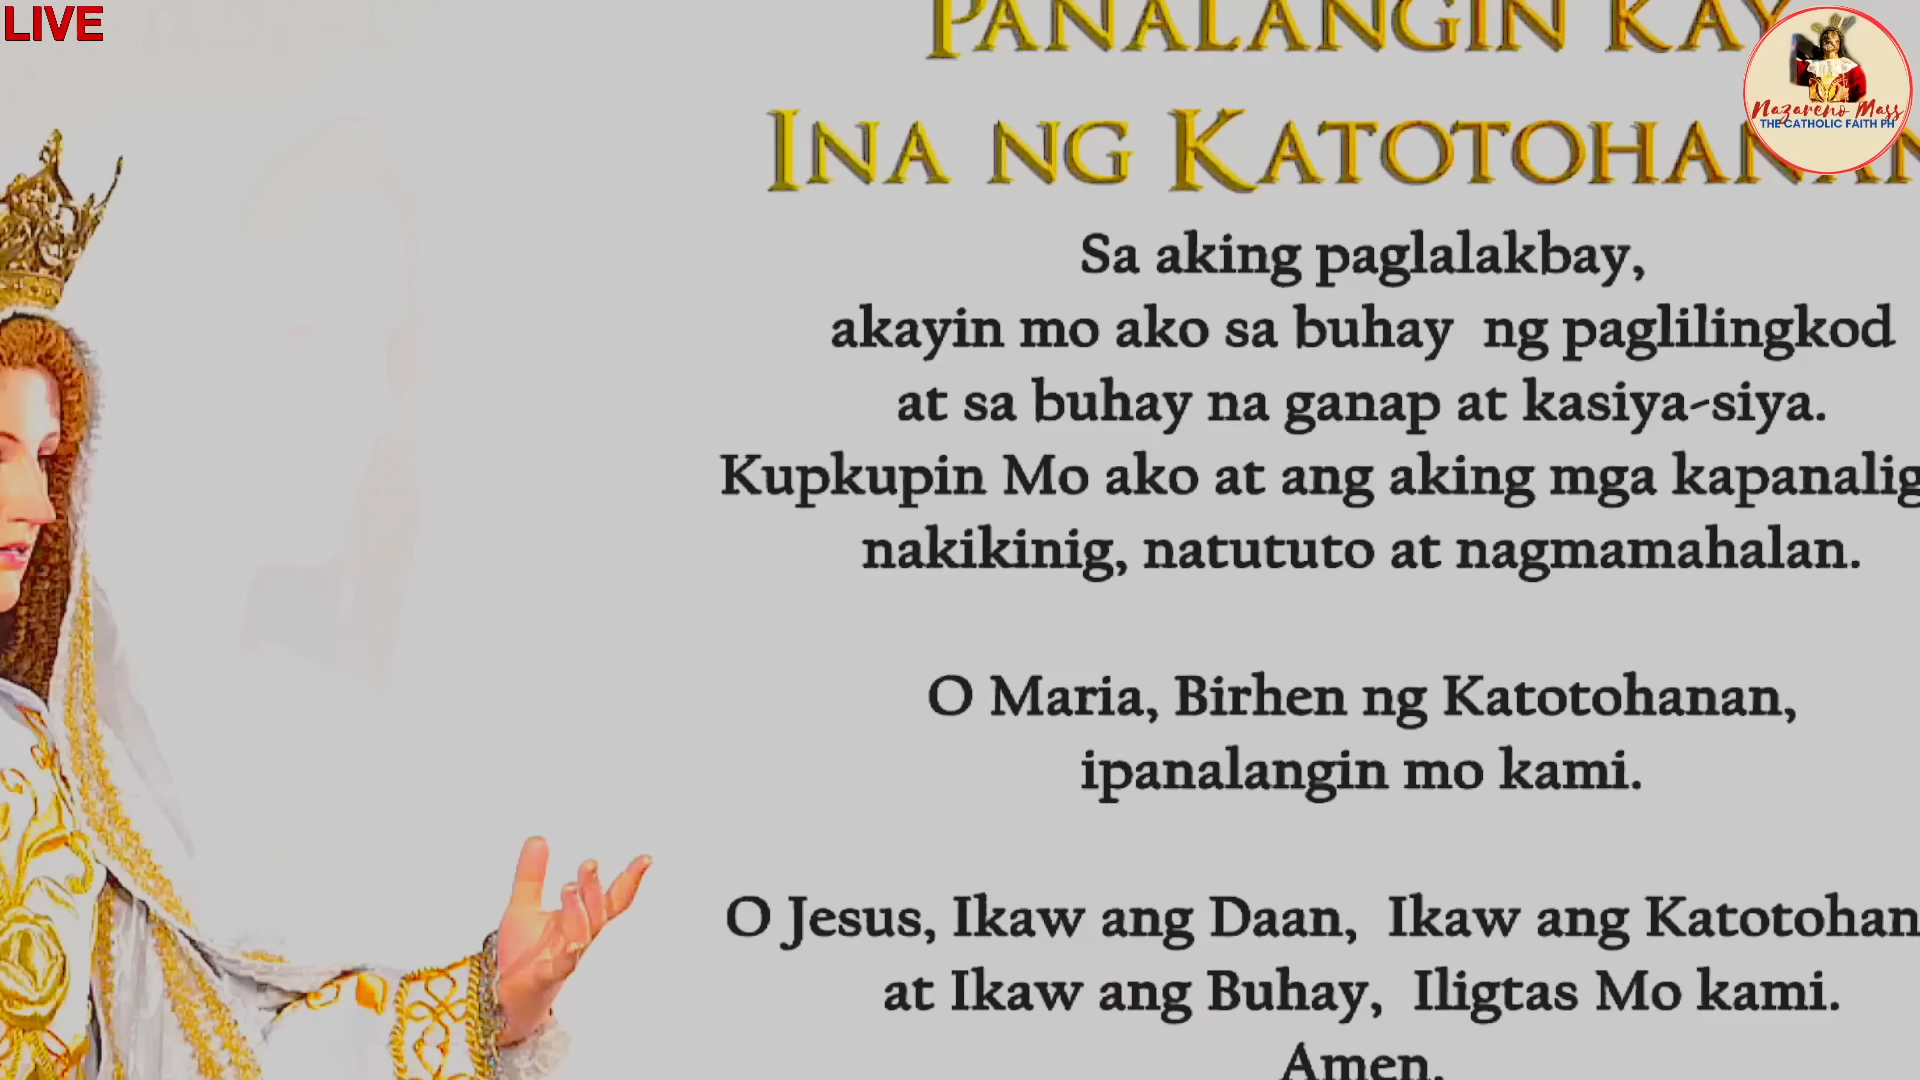 LIVE
PANALANGIN KAY
INA NG KATOTOHANAN
Nazareno Mass
THE CATHOLIC FAITH PH
Sa aking paglalakbay,
akayin mo ako sa buhay ng paglilingkod
at sa buhay na ganap at kasiya-siya.
Kupkupin Mo ako at ang aking mga kapanalig
nakikinig, natututo at nagmamahalan.
O Maria, Birhen ng Katotohanan,
ipanalangin mo kami.
O Jesus, Ikaw ang Daan, Ikaw ang Katotohan
at Ikaw ang Buhay, Iligtas Mo kami.
Amen.